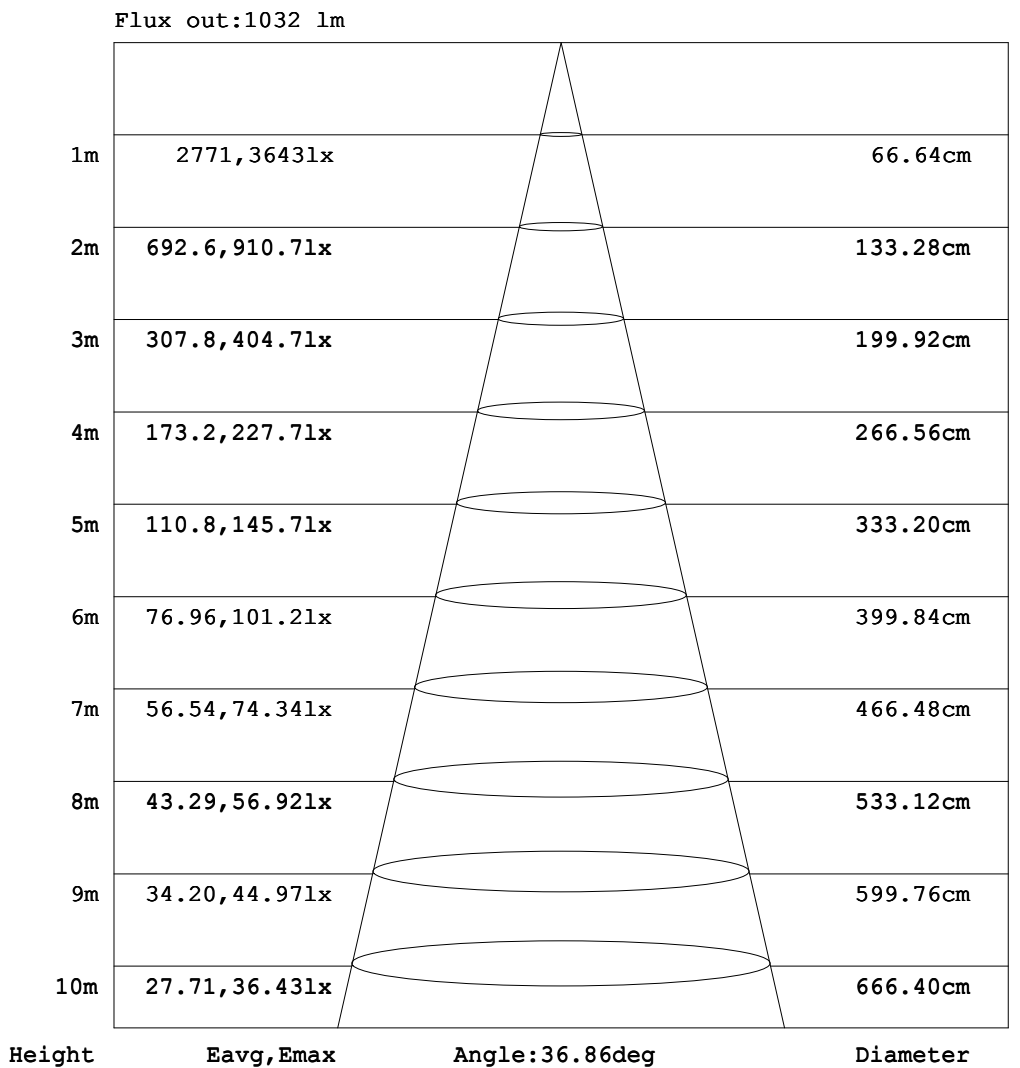 Flux out:1032 lm
1m 2771,3643lx 66.64cm
2m 692.6,910.7lx 133.28cm
3m 307.8,404.7lx 199.92cm
4m 173.2,227.7lx 266.56cm
5m 110.8,145.7lx 333.20cm
6m 76.96,101.2lx 399.84cm
7m 56.54,74.34lx 466.48cm
8m 43.29,56.92lx 533.12cm
9m 34.20,44.97lx 599.76cm
10m 27.71,36.43lx 666.40cm
Height Eavg,Emax Angle:36.86deg Diameter